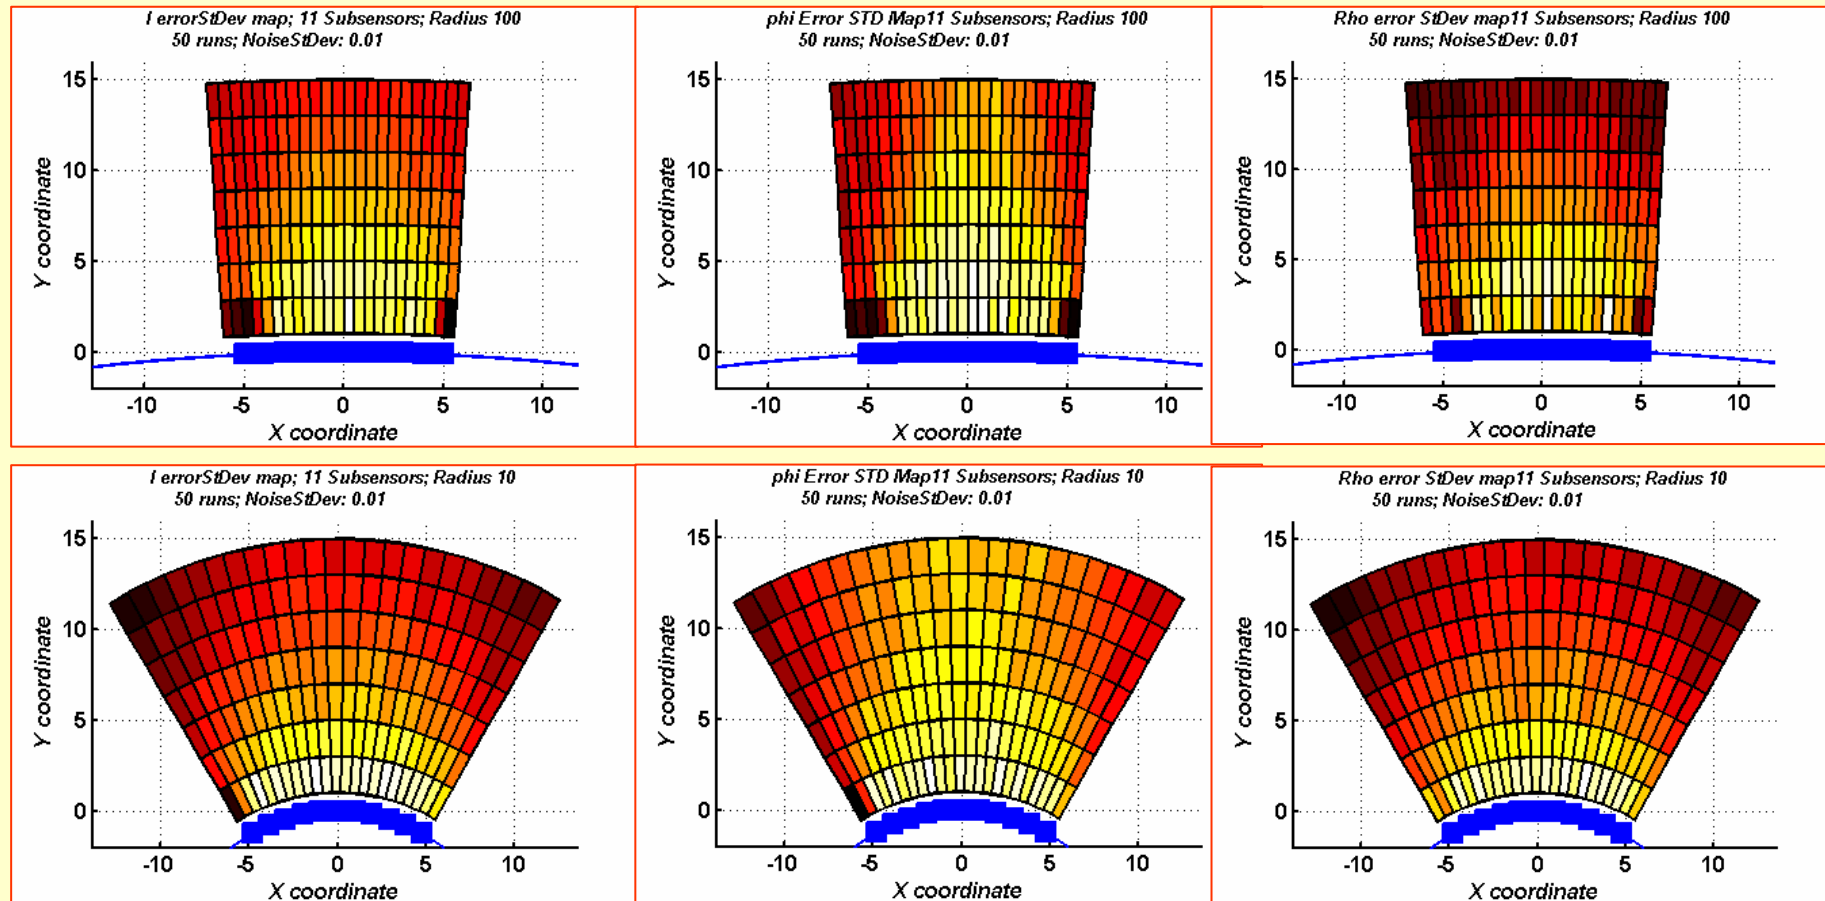 I errorStDev map; 11 Subsensors; Radius 100
50 runs; NoiseStDev: 0.01
15
10
5
0
Y coordinate
-10 -5 0 5 10
X coordinate
phi Error STD Map11 Subsensors; Radius 100
50 runs; NoiseStDev: 0.01
15
10
5
0
Y coordinate
-10 -5 0 5 10
X coordinate
Rho error StDev map11 Subsensors; Radius 100
50 runs; NoiseStDev: 0.01
15
10
5
0
Y coordinate
-10 -5 0 5 10
X coordinate
I errorStDev map; 11 Subsensors; Radius 10
50 runs; NoiseStDev: 0.01
15
10
5
0
Y coordinate
-10 -5 0 5 10
X coordinate
phi Error STD Map11 Subsensors; Radius 10
50 runs; NoiseStDev: 0.01
15
10
5
0
Y coordinate
-10 -5 0 5 10
X coordinate
Rho error StDev map11 Subsensors; Radius 10
50 runs; NoiseStDev: 0.01
15
10
5
0
Y coordinate
-10 -5 0 5 10
X coordinate